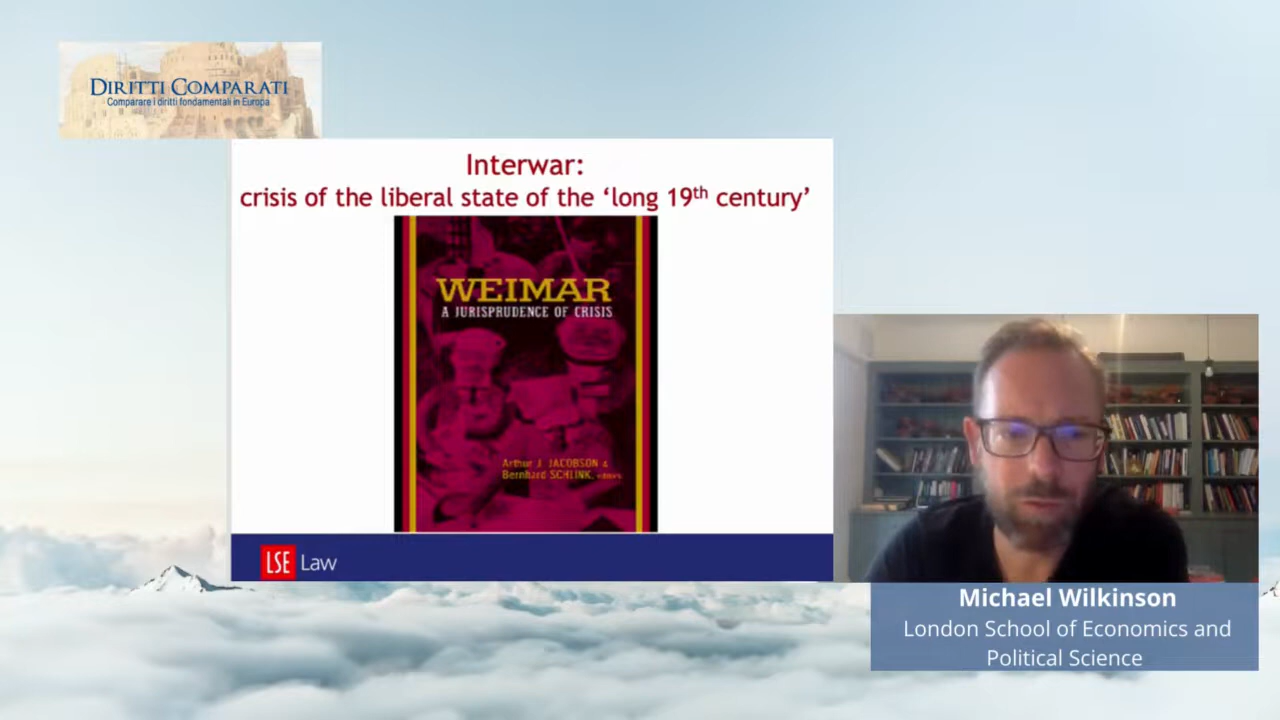 DIRITTI COMPARATI
Comparare i diritti fondamentali in Europa
Interwar:
crisis of the liberal state of the ‘long 19th century’
WEIMAR
A JURISPRUDENCE OF CRISIS
Arthur J. JACOBSON &
Bernhard SCHLINK, editors
LSE Law
Michael Wilkinson
London School of Economics and
Political Science